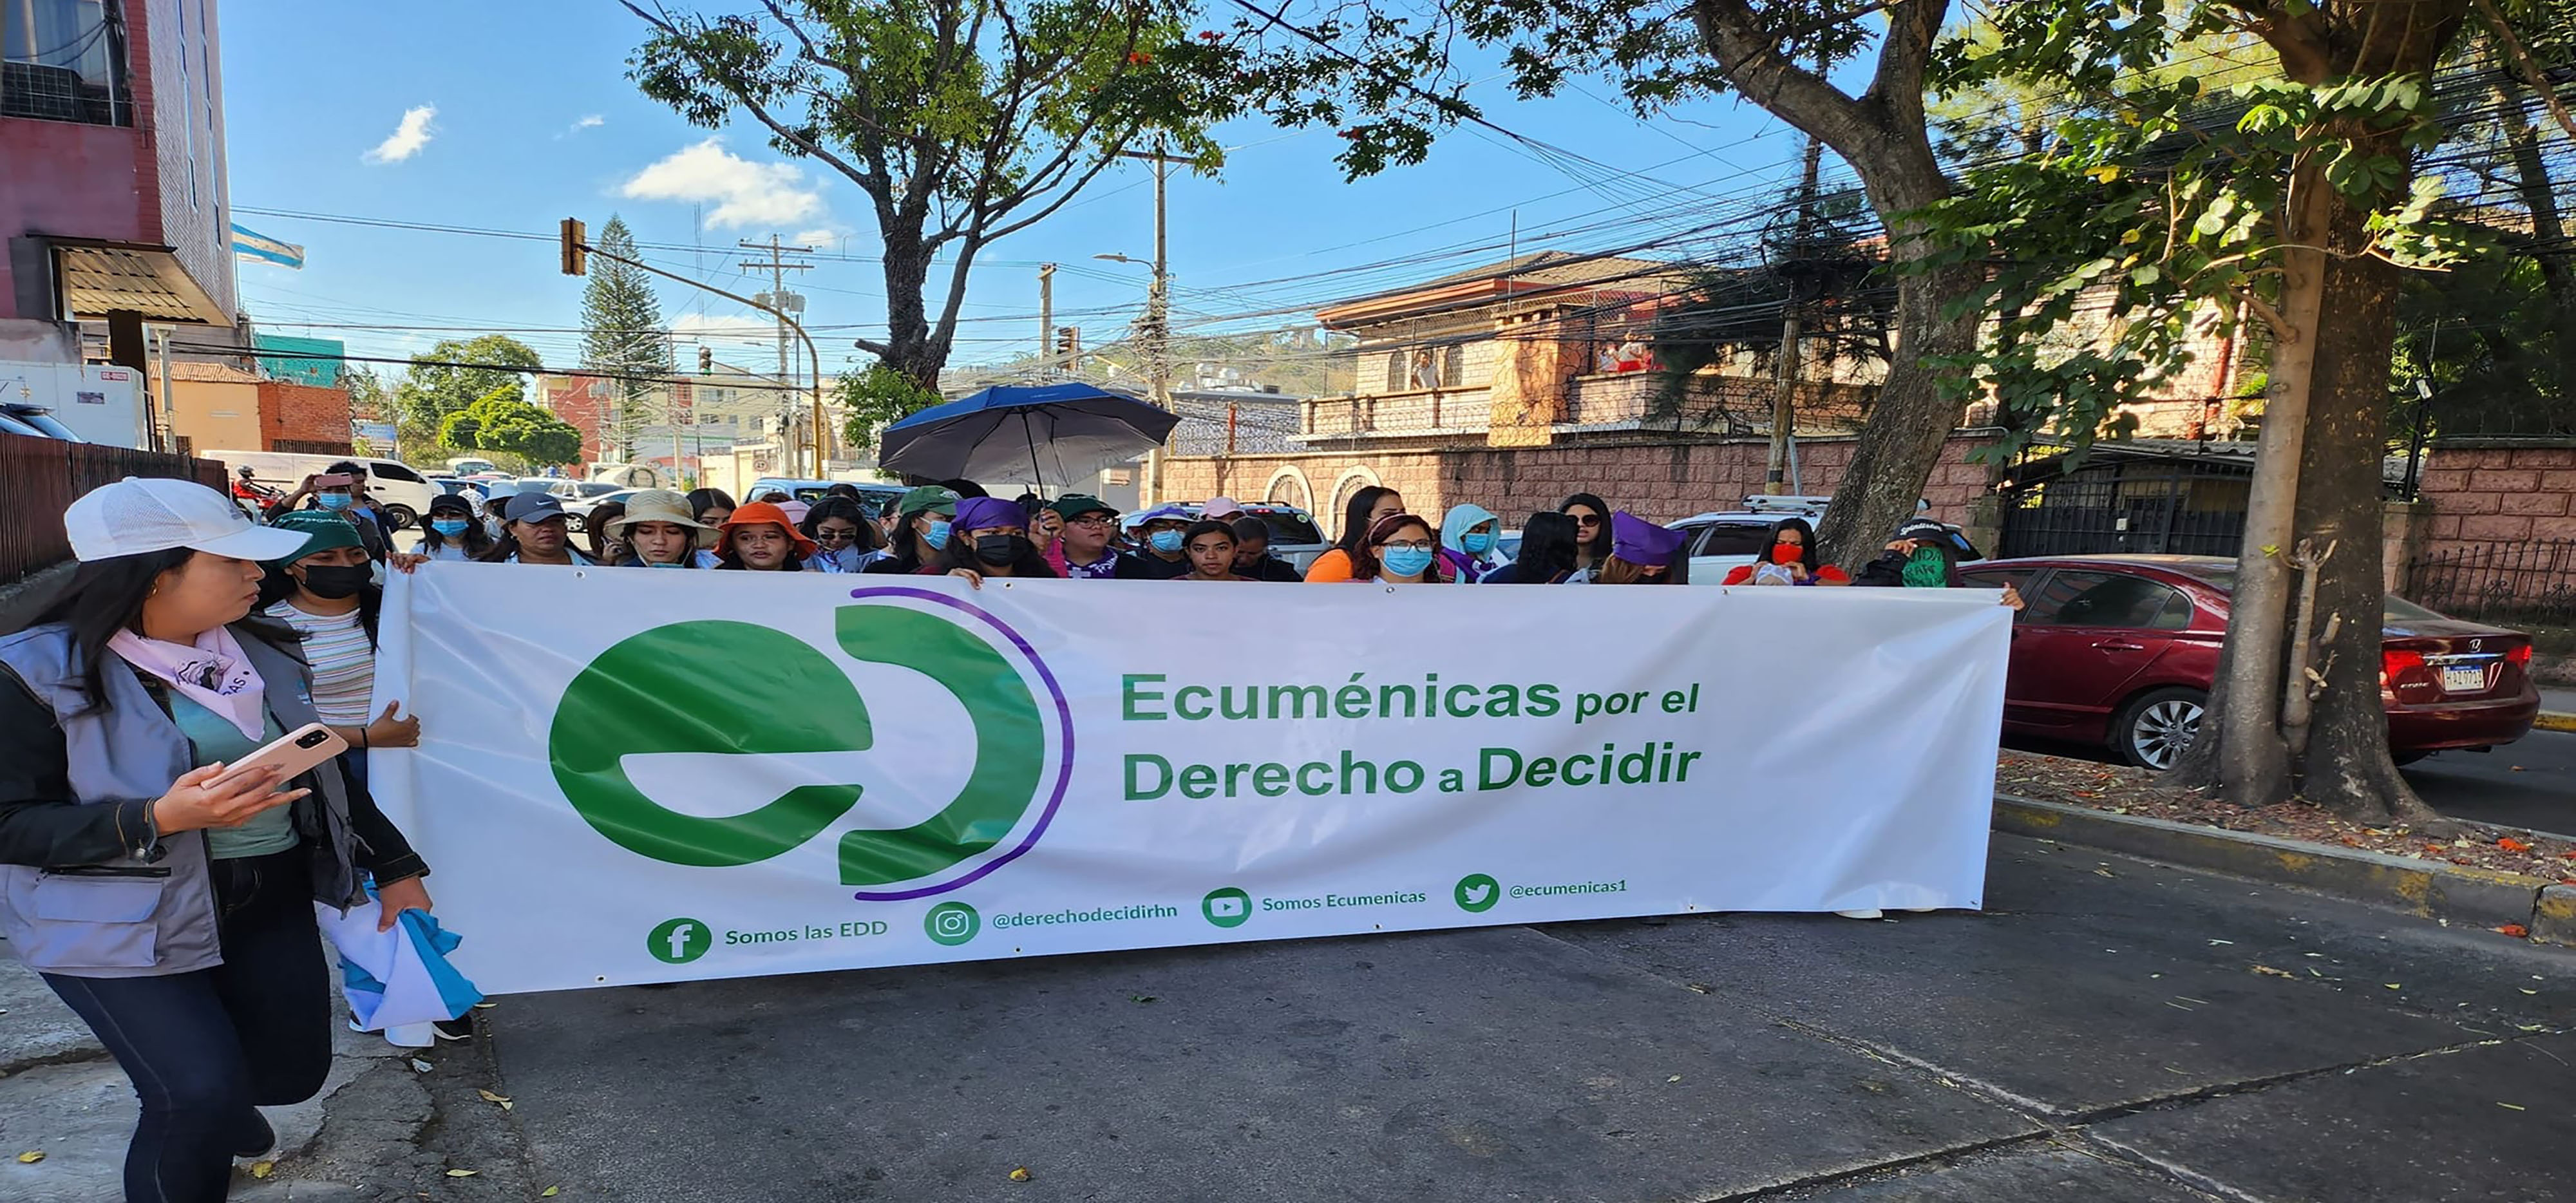 Ecuménicas por el
Derecho a Decidir
Somos las EDD
@derechodecidirhn
Somos Ecumenicas
@ecumenicas1